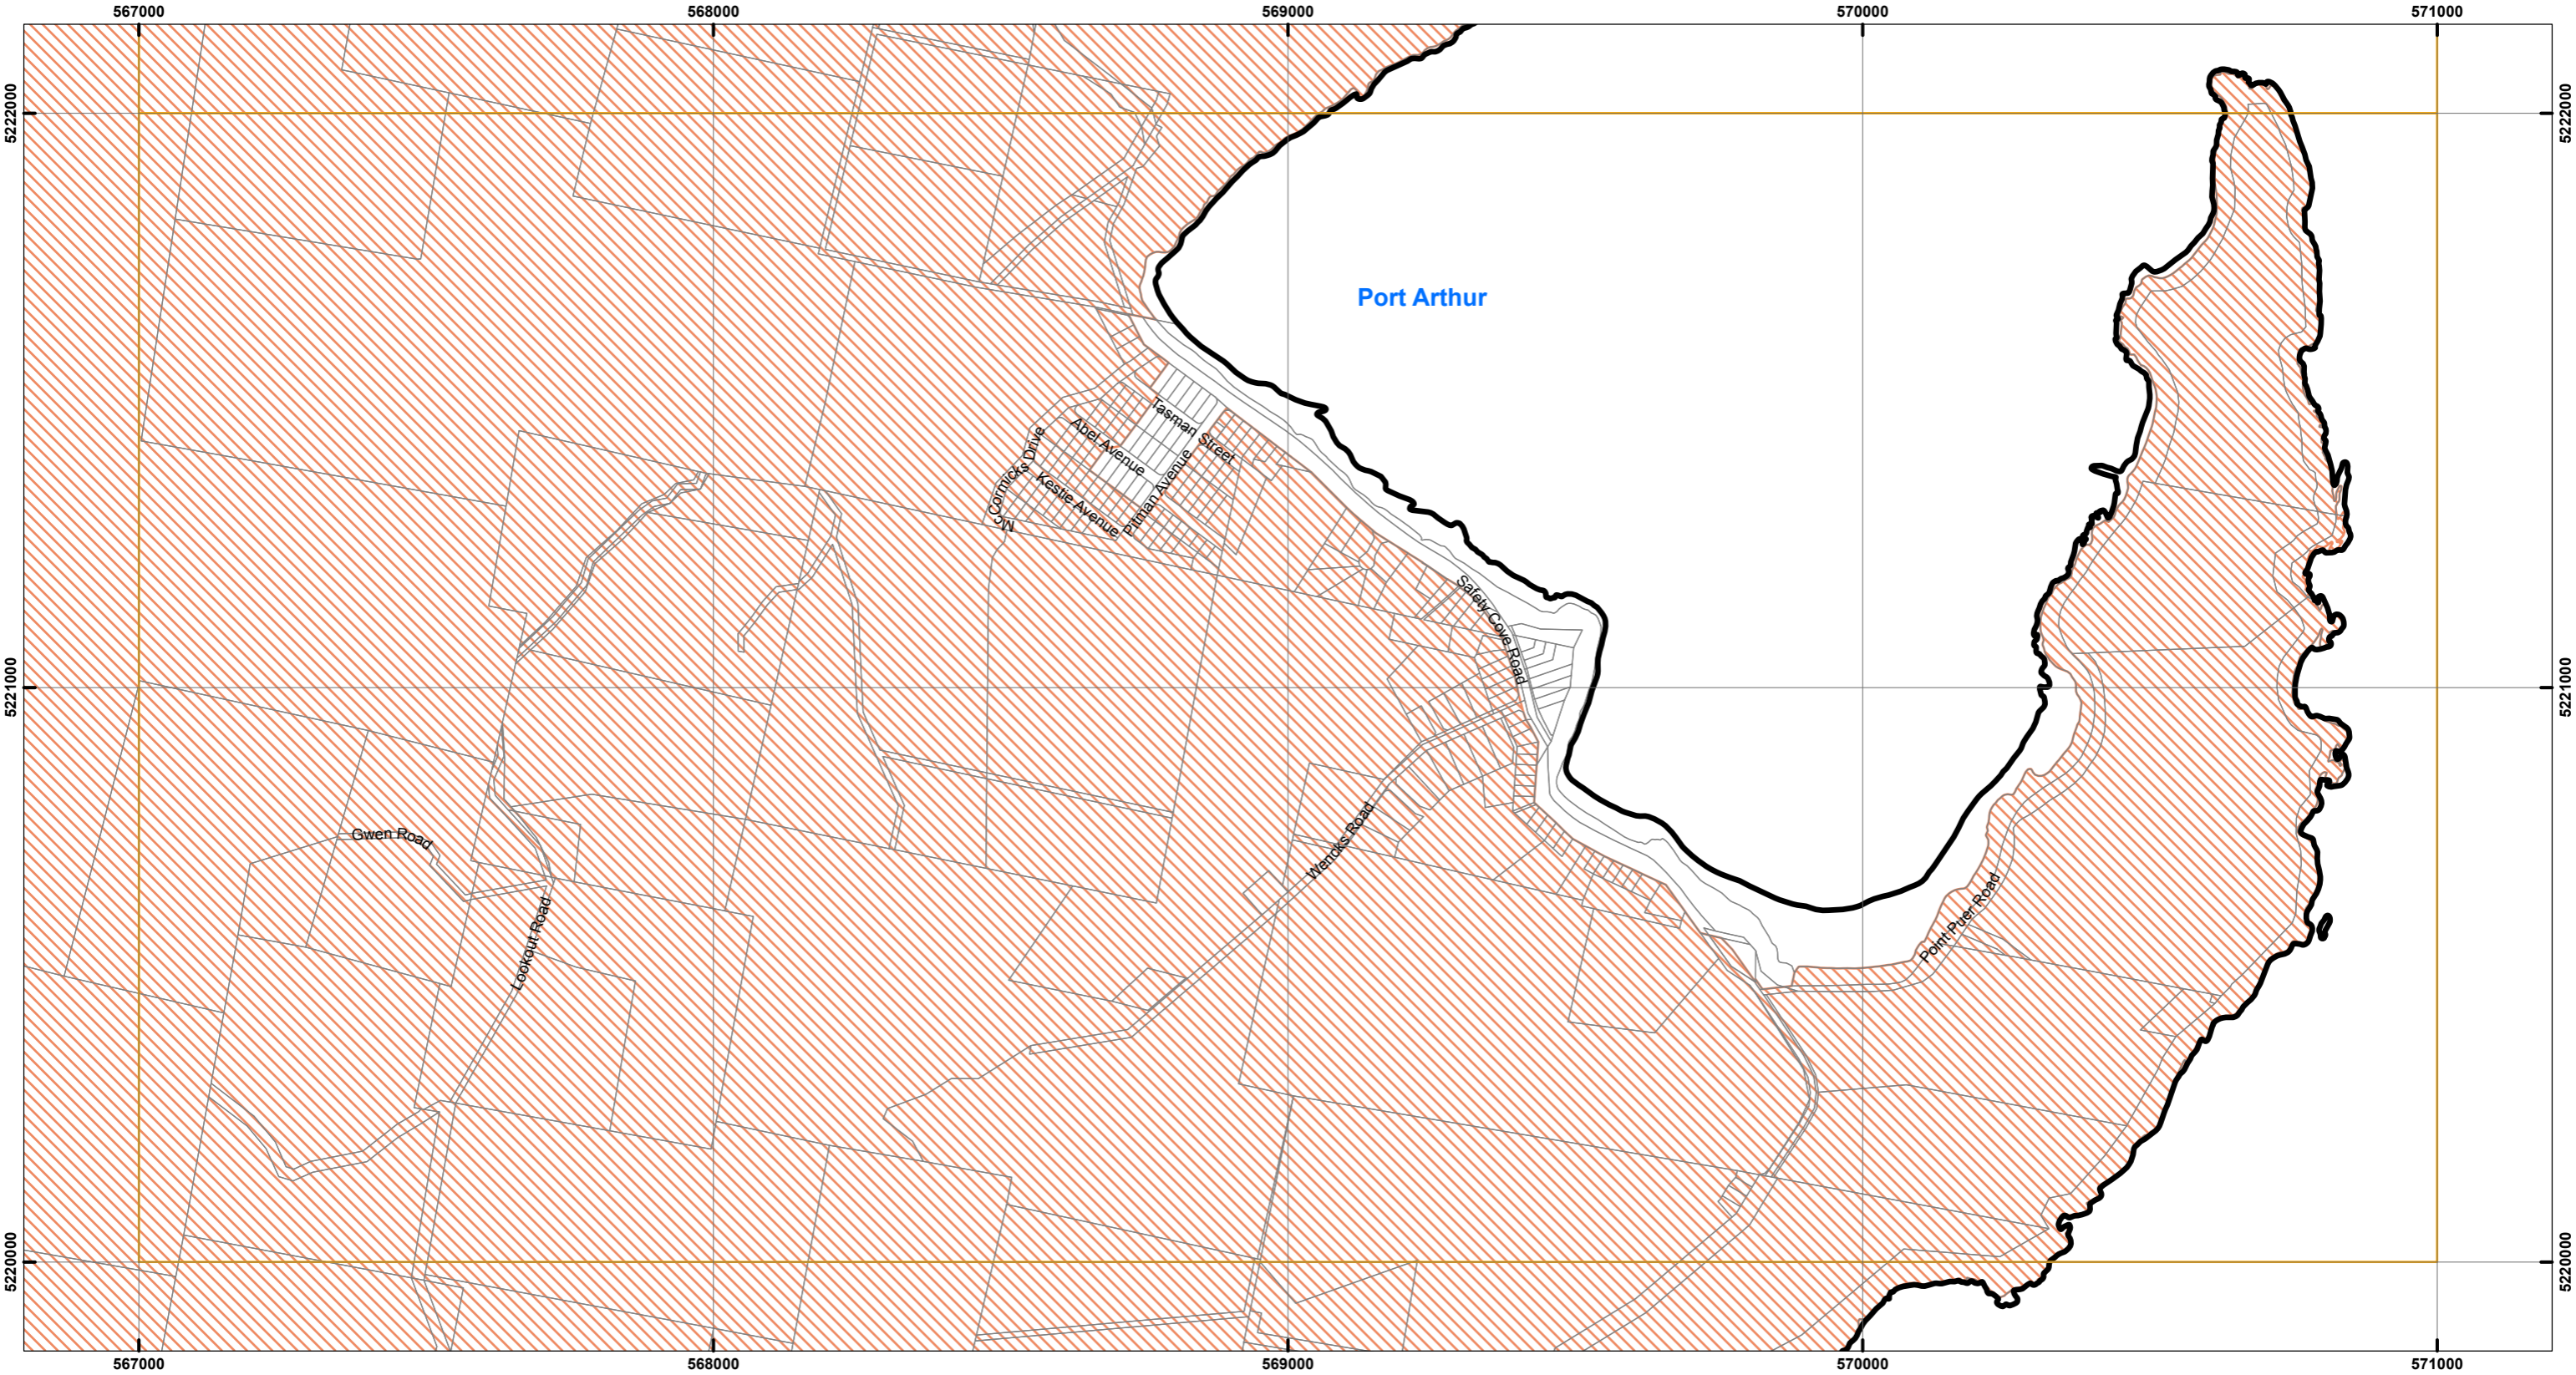 567000
568000
569000
570000
571000
5222000
5222000
Port Arthur
Tasman Street
Abel Avenue
Mc Cormicks Drive
Kestie Avenue
Pitman Avenue
Safety Cove Road
5221000
5221000
Gwen Road
Wencks Road
Lookout Road
Point Puer Road
5220000
5220000
567000
568000
569000
570000
571000